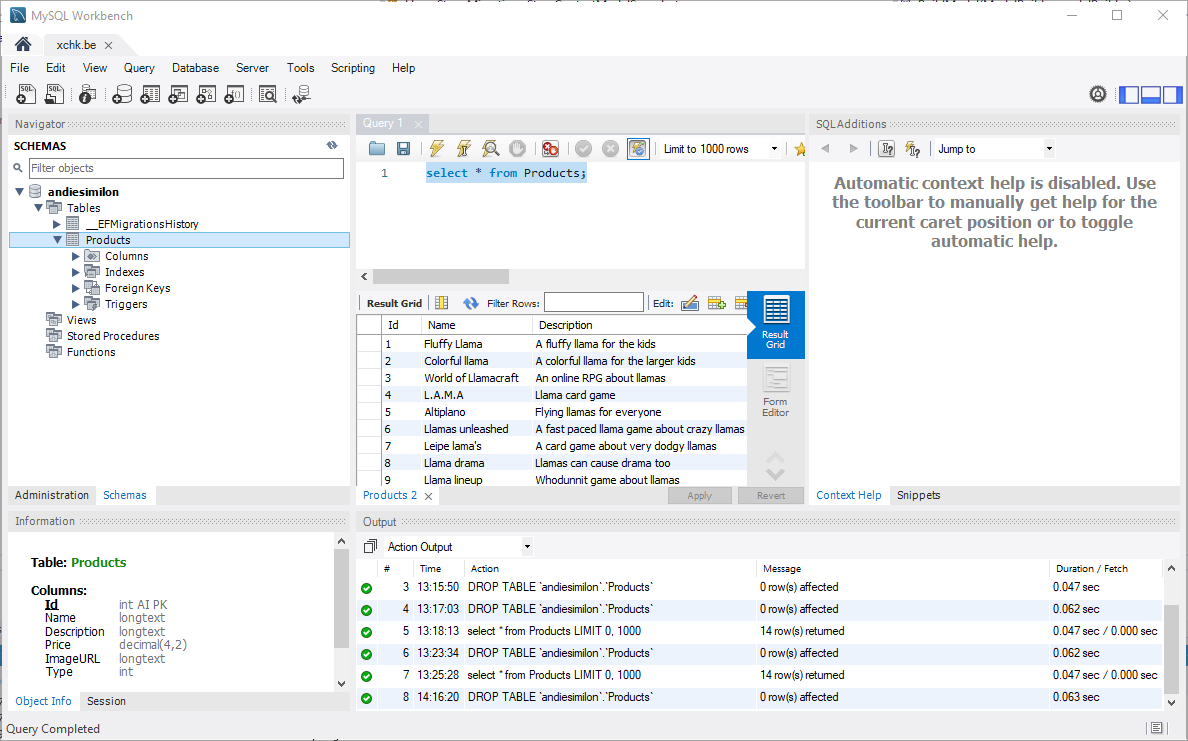 MySQL Workbench
xchk.be
File Edit View Query Database Server Tools Scripting Help
Navigator
SCHEMAS
Filter objects
andiesimilon
Tables
__EFMigrationsHistory
Products
Columns
Indexes
Foreign Keys
Triggers
Views
Stored Procedures
Functions
Administration Schemas
Query 1
Limit to 1000 rows
1 select * from Products;
Result Grid Filter Rows: Edit:
Id Name Description
1 Fluffy Llama A fluffy llama for the kids
2 Colorful llama A colorful llama for the larger kids
3 World of Llamacraft An online RPG about llamas
4 L.A.M.A Llama card game
5 Altiplano Flying llamas for everyone
6 Llamas unleashed A fast paced llama game about crazy llamas
7 Leipe lama's A card game about very dodgy llamas
8 Llama drama Llamas can cause drama too
9 Llama lineup Whodunnit game about llamas
Result
Grid
Form
Editor
Products 2 Apply Revert
SQLAdditions
Jump to
Automatic context help is disabled. Use
the toolbar to manually get help for the
current caret position or to toggle
automatic help.
Context Help Snippets
Information
Table: Products
Columns:
Id int AI PK
Name longtext
Description longtext
Price decimal(4,2)
ImageURL longtext
Type int
Object Info Session
Output
Action Output
# Time Action Message Duration / Fetch
3 13:15:50 DROP TABLE `andiesimilon`.`Products` 0 row(s) affected 0.047 sec
4 13:17:03 DROP TABLE `andiesimilon`.`Products` 0 row(s) affected 0.062 sec
5 13:18:13 select * from Products LIMIT 0, 1000 14 row(s) returned 0.047 sec / 0.000 sec
6 13:23:34 DROP TABLE `andiesimilon`.`Products` 0 row(s) affected 0.062 sec
7 13:25:28 select * from Products LIMIT 0, 1000 14 row(s) returned 0.047 sec / 0.000 sec
8 14:16:20 DROP TABLE `andiesimilon`.`Products` 0 row(s) affected 0.063 sec
Query Completed